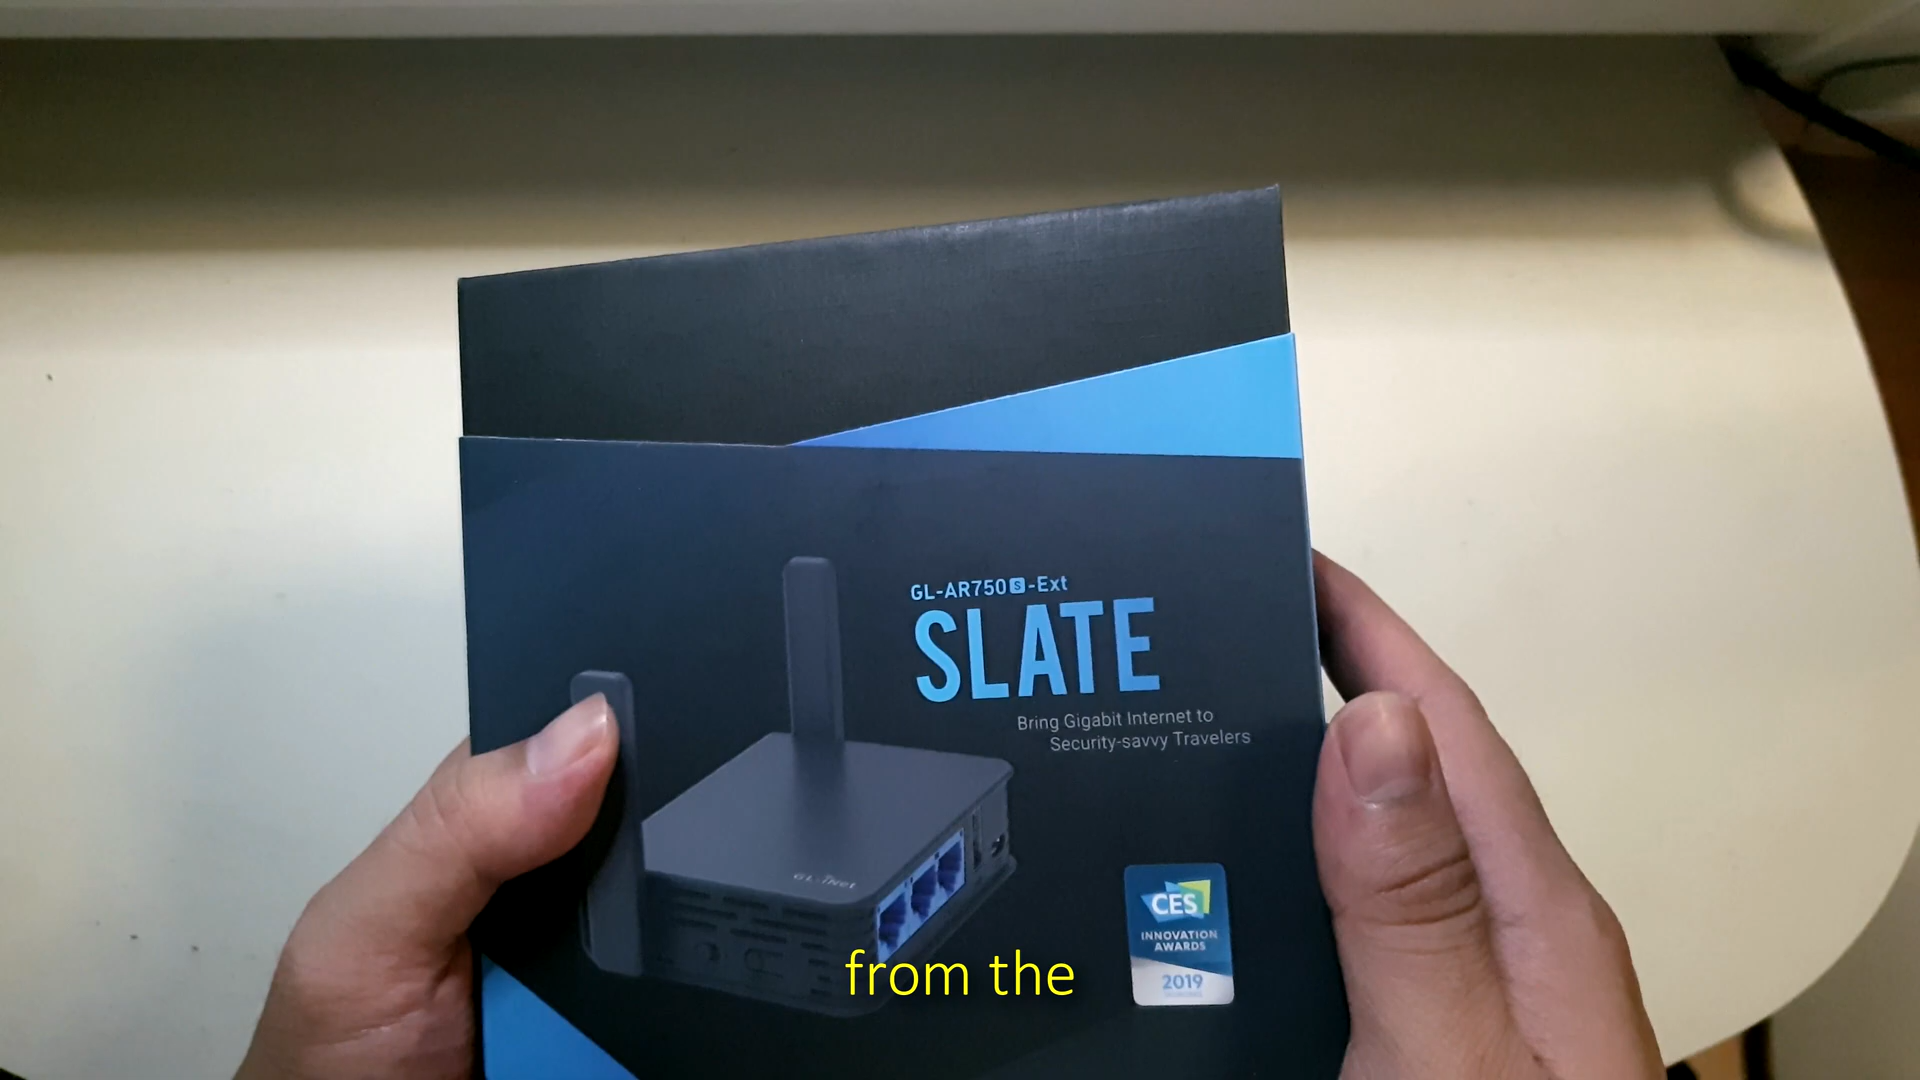 GL-AR750S-Ext
SLATE
Bring Gigabit Internet to
Security-savvy Travelers
GL·iNet
CES
INNOVATION
AWARDS
2019
from the